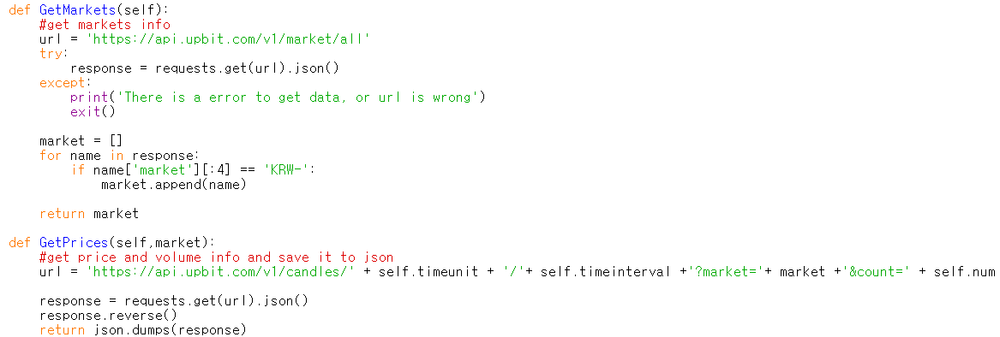 def GetMarkets(self):
    #get markets info
    url = 'https://api.upbit.com/v1/market/all'
    try:
        response = requests.get(url).json()
    except:
        print('There is a error to get data, or url is wrong')
        exit()

    market = []
    for name in response:
        if name['market'][:4] == 'KRW-':
            market.append(name)

    return market

def GetPrices(self,market):
    #get price and volume info and save it to json
    url = 'https://api.upbit.com/v1/candles/' + self.timeunit + '/'+ self.timeinterval +'?market='+ market +'&count=' + self.num

    response = requests.get(url).json()
    response.reverse()
    return json.dumps(response)